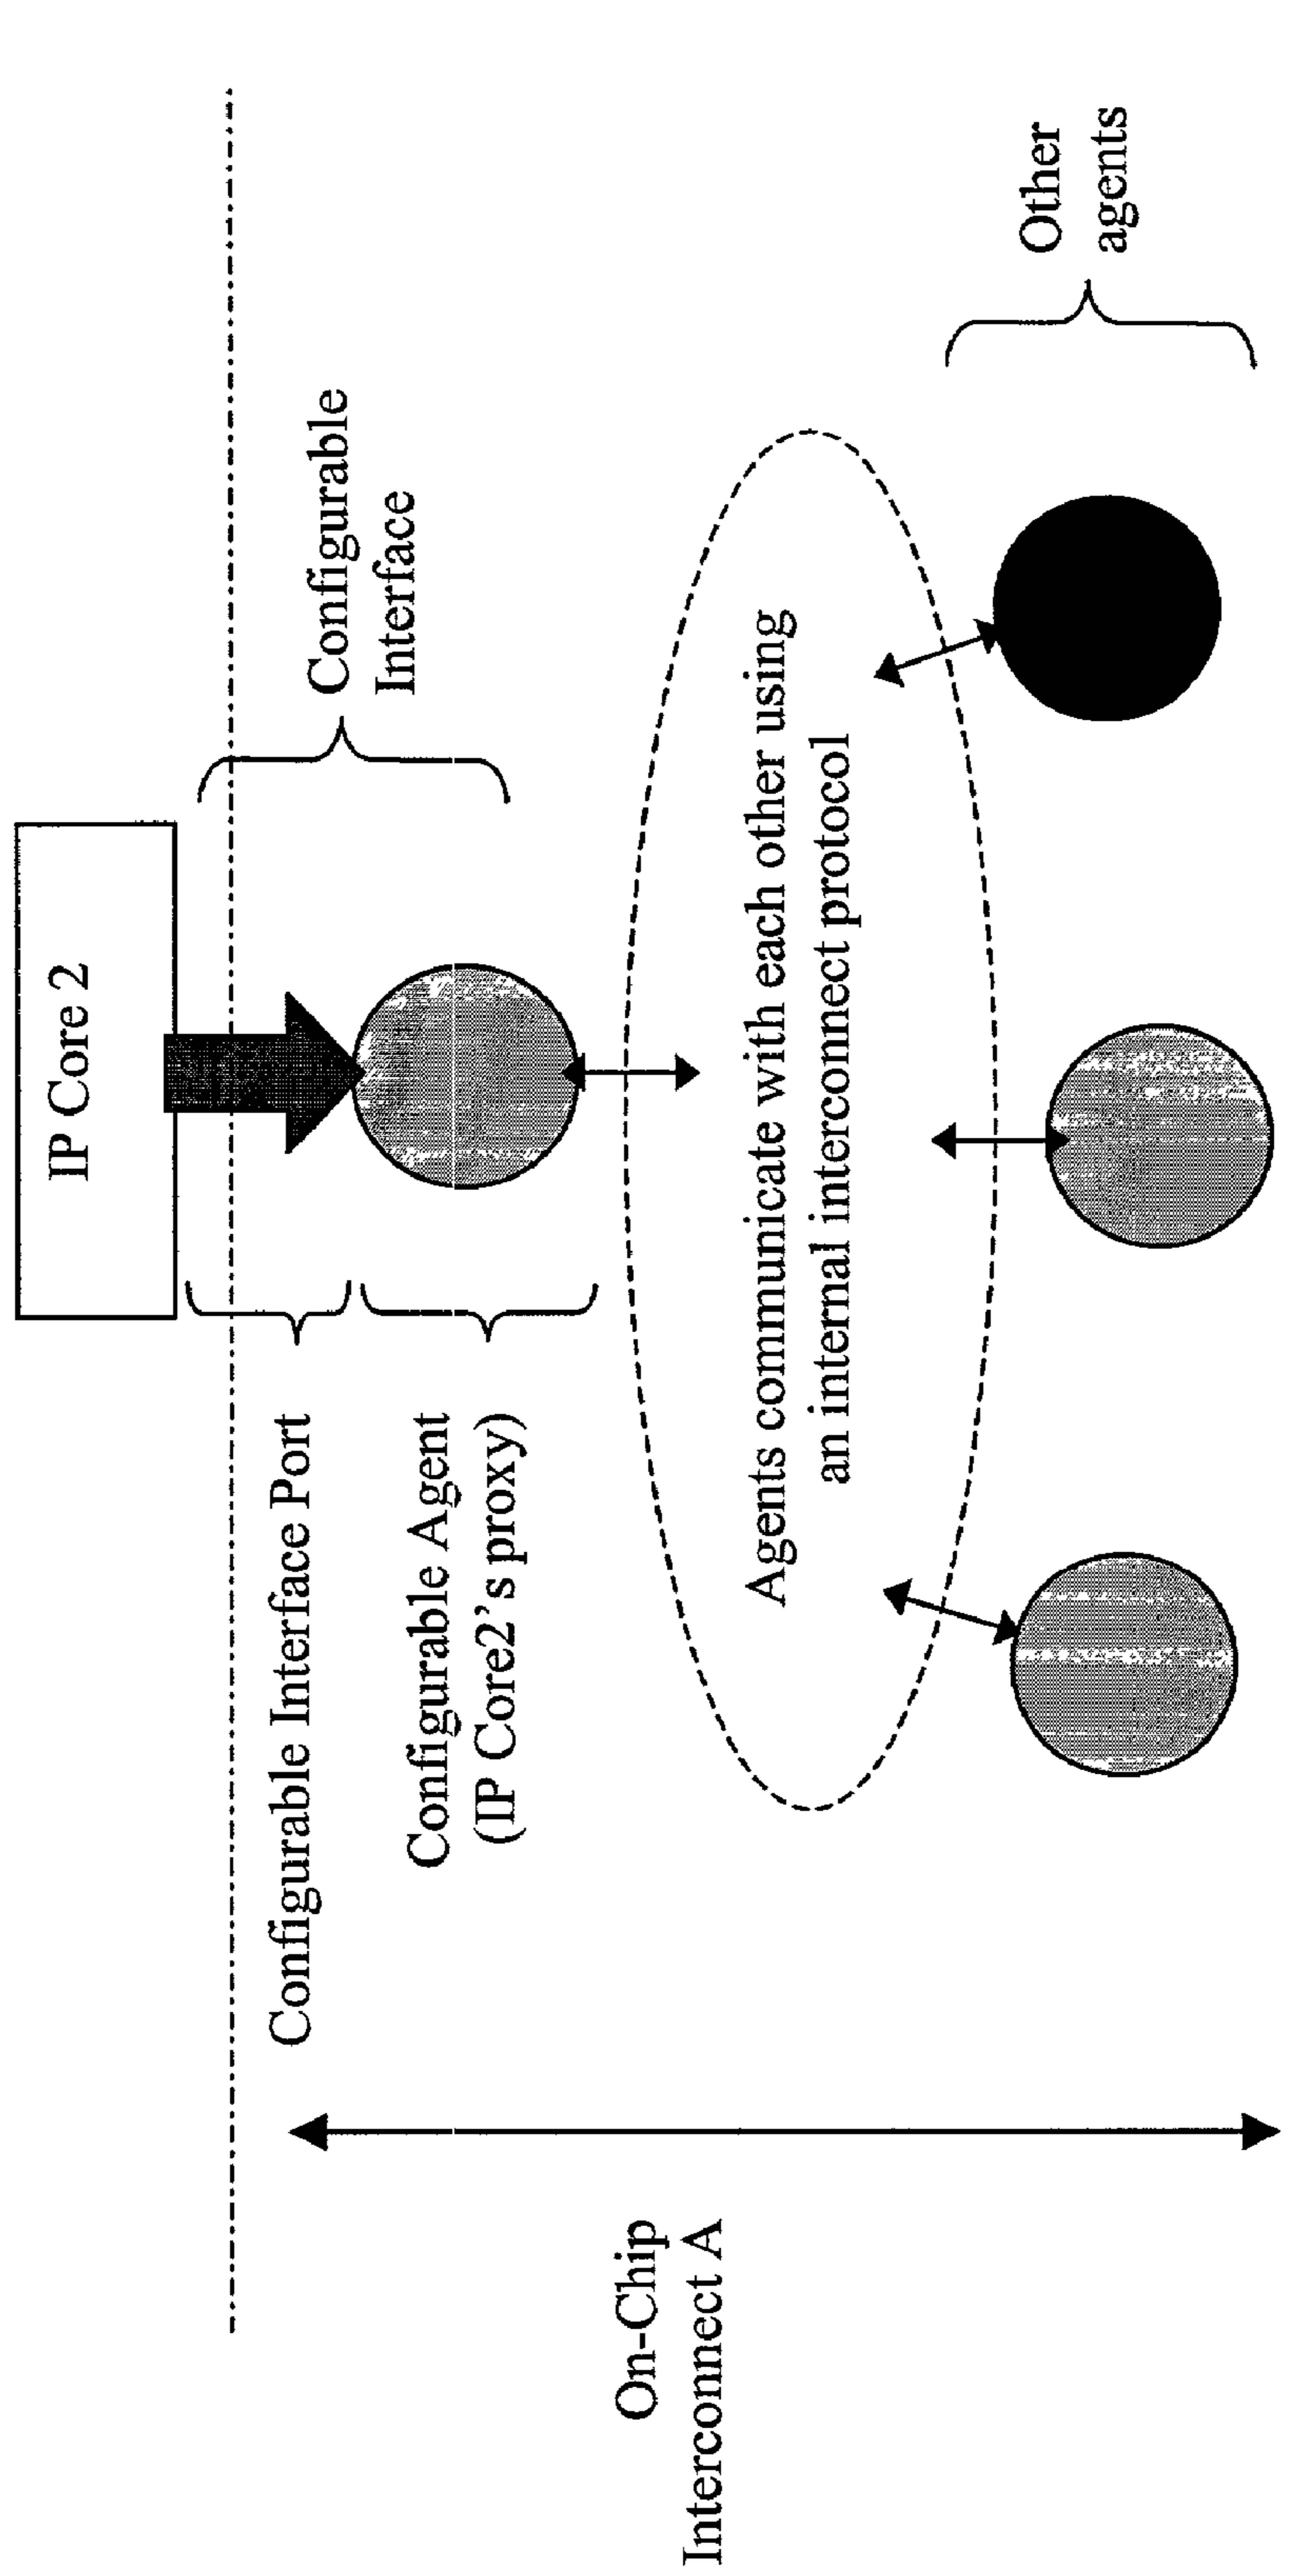 IP Core 2
Configurable
Interface
Configurable Interface Port
Configurable Agent
(IP Core2's proxy)
Agents communicate with each other using
an internal interconnect protocol
Other
agents
On-Chip
Interconnect A